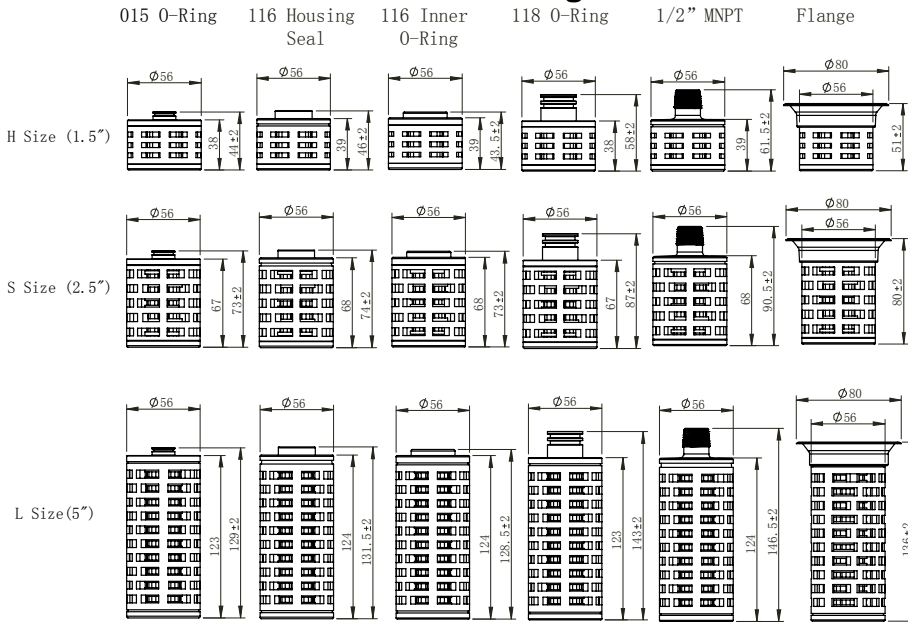 015 O-Ring 116 Housing Seal 116 Inner O-Ring 118 O-Ring 1/2” MNPT Flange
H Size (1.5″)
Φ56 Φ56 Φ56 Φ56 Φ56 Φ80
Φ56
38 44±2 39 46±2 39 43.5±2 38 58±2 39 61.5±2 51±2
S Size (2.5″)
Φ56 Φ56 Φ56 Φ56 Φ56 Φ80
Φ56
67 73±2 68 74±2 68 73±2 67 87±2 68 90.5±2 80±2
L Size(5″)
Φ56 Φ56 Φ56 Φ56 Φ56 Φ80
Φ56
123 129±2 124 131.5±2 124 128.5±2 123 143±2 124 146.5±2 136±2